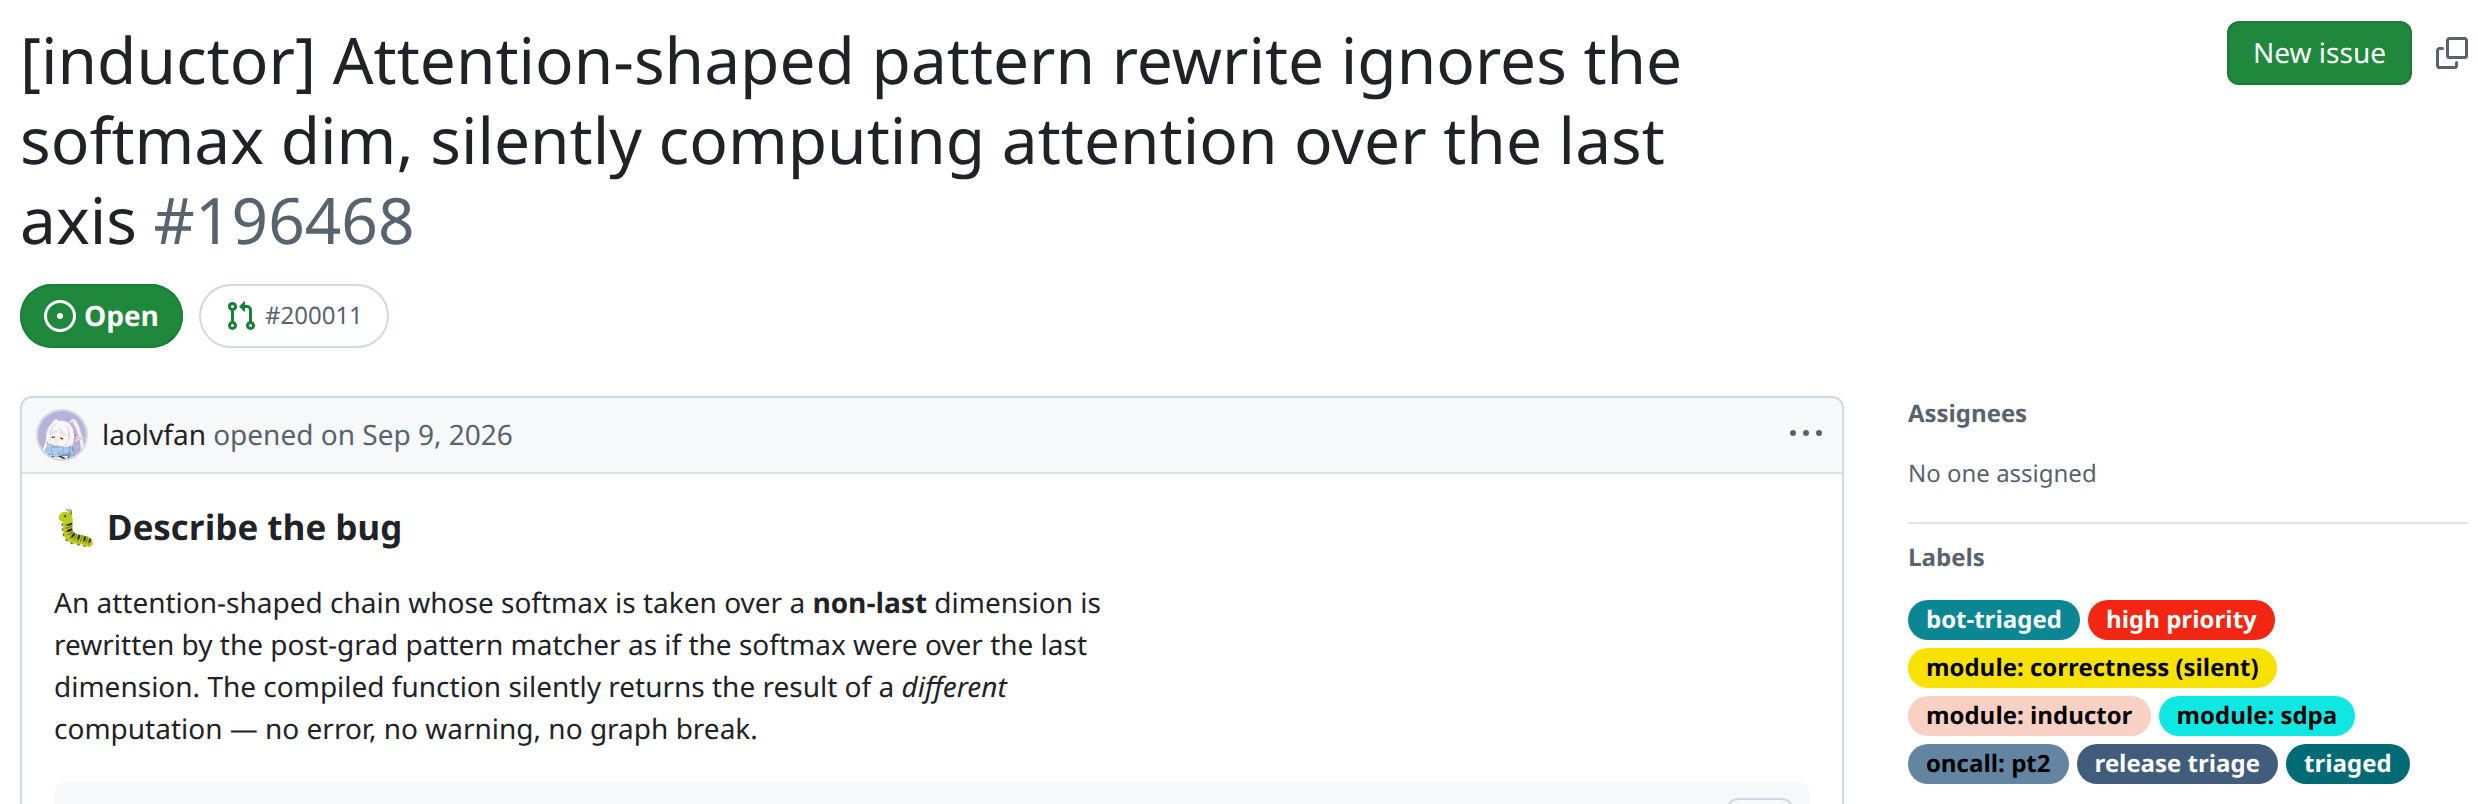 [inductor] Attention-shaped pattern rewrite ignores the
softmax dim, silently computing attention over the last
axis #196468
New issue
Open
#200011
laolvfan opened on Sep 9, 2026
🐛 Describe the bug
An attention-shaped chain whose softmax is taken over a non-last dimension is
rewritten by the post-grad pattern matcher as if the softmax were over the last
dimension. The compiled function silently returns the result of a different
computation — no error, no warning, no graph break.
Assignees
No one assigned
Labels
bot-triaged high priority
module: correctness (silent)
module: inductor module: sdpa
oncall: pt2 release triage triaged